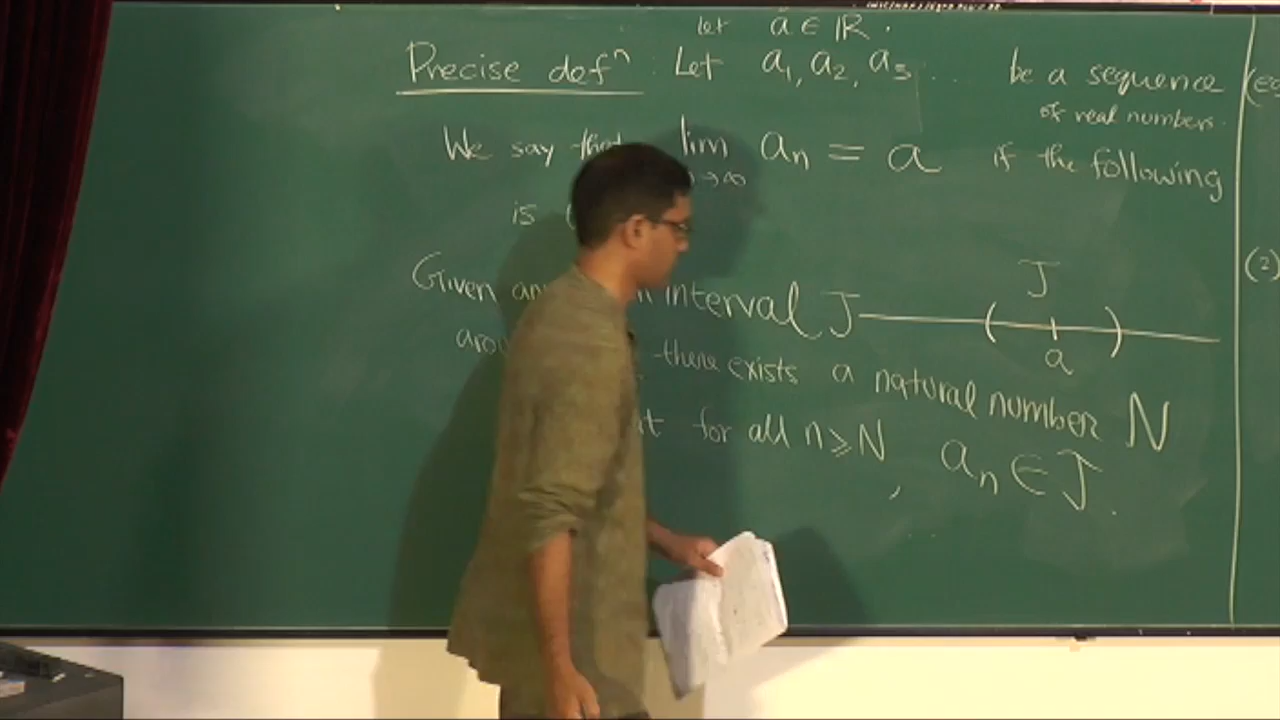 let a ∈ ℝ.
Precise defⁿ : Let a₁, a₂, a₃ ... be a sequence
of real numbers.
We say that lim aₙ = a if the following
→∞
is
Given interval J
J
( )
a
there exists a natural number N
for all n ≥ N, aₙ ∈ J.
(eg
(2)